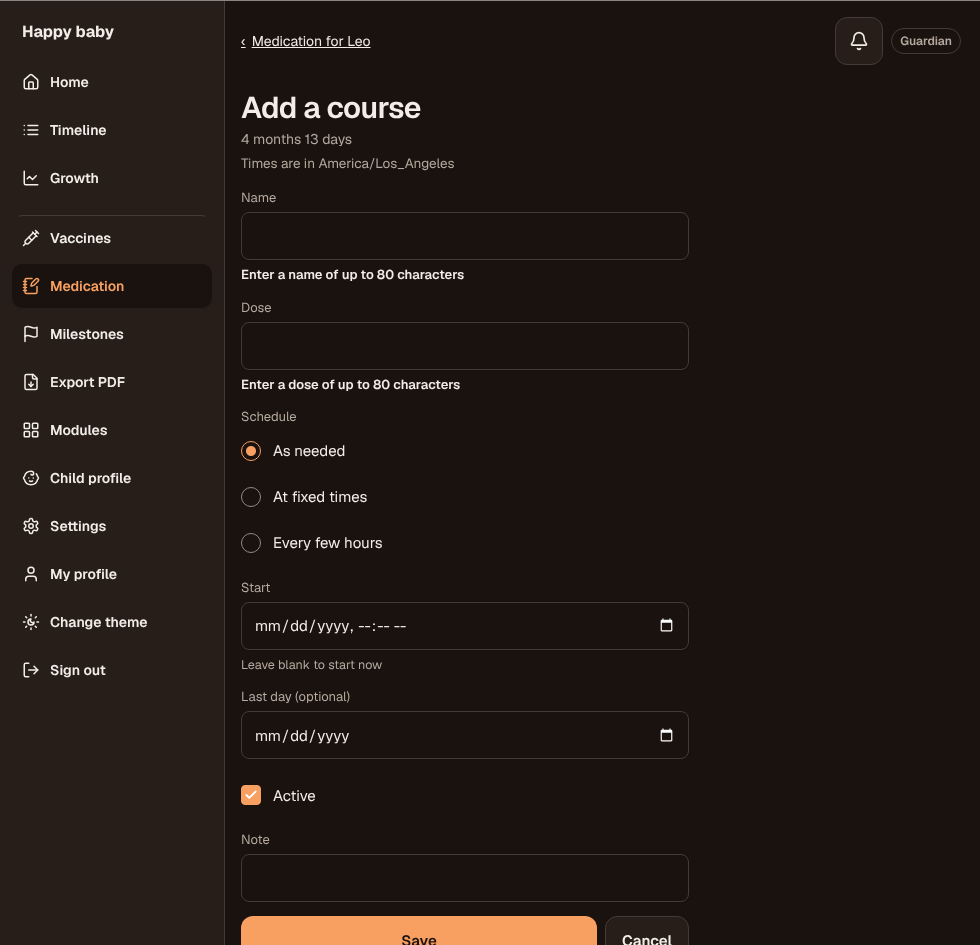 Happy baby
Home
Timeline
Growth
Vaccines
Medication
Milestones
Export PDF
Modules
Child profile
Settings
My profile
Change theme
Sign out
‹ Medication for Leo
Guardian
Add a course
4 months 13 days
Times are in America/Los_Angeles
Name
Enter a name of up to 80 characters
Dose
Enter a dose of up to 80 characters
Schedule
As needed
At fixed times
Every few hours
Start
mm/dd/yyyy, --:-- --
Leave blank to start now
Last day (optional)
mm/dd/yyyy
Active
Note
Save
Cancel